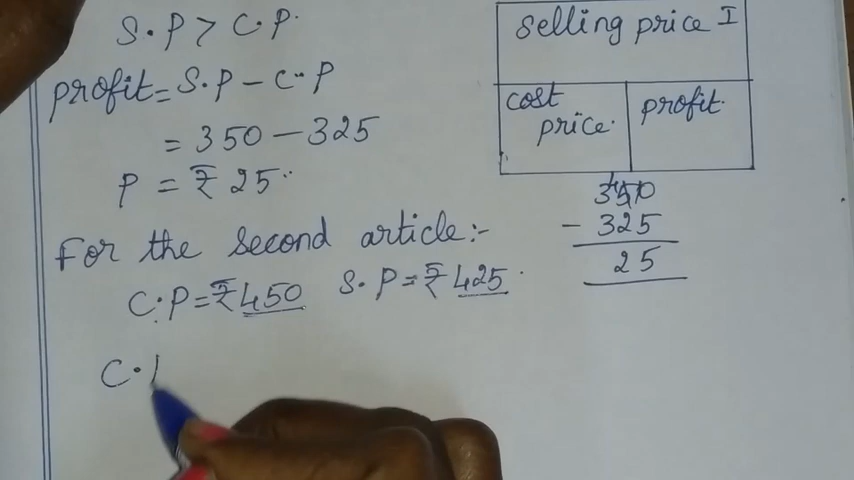 S.P > C.P.
profit = S.P - C.P
= 350 - 325
P = ₹ 25.
For the second article:-
C.P = ₹ 450 S.P = ₹ 425.
C.
selling price I
cost price. profit.
350
- 325
25